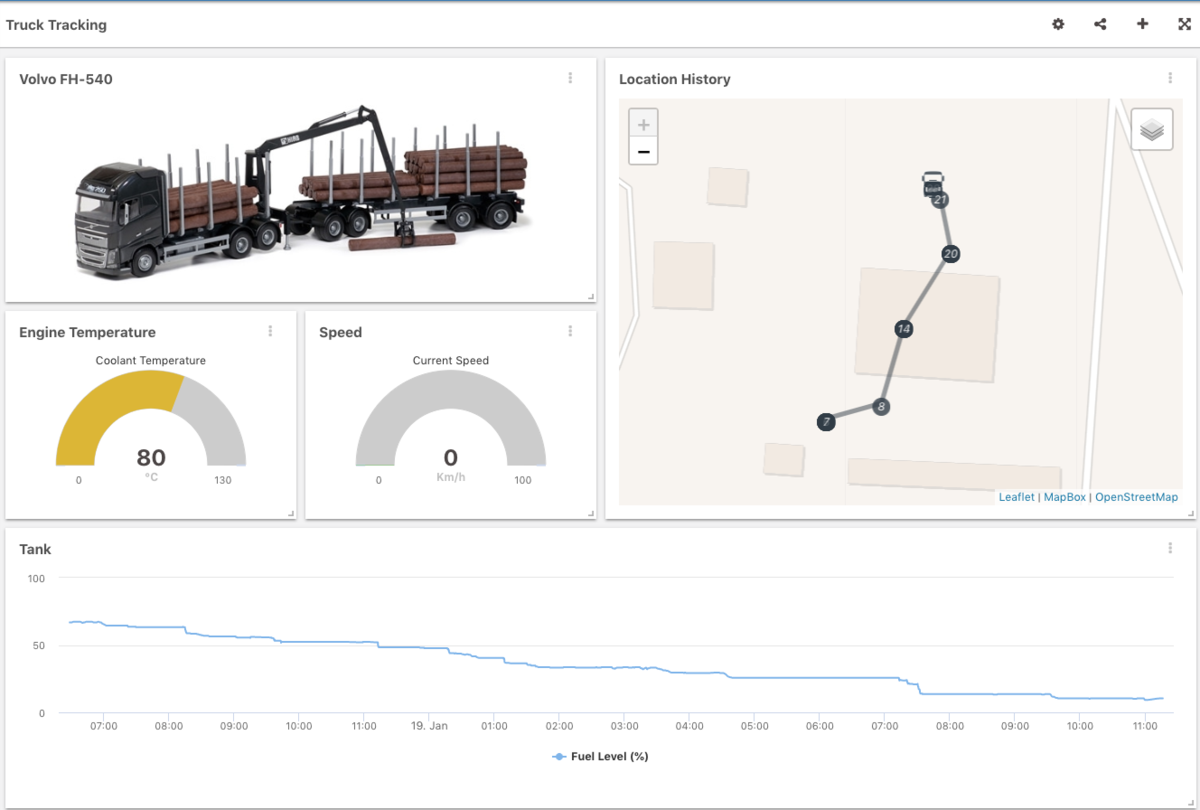 Truck Tracking
Volvo FH-540
Location History
21
20
14
8
7
Leaflet | MapBox | OpenStreetMap
Engine Temperature
Coolant Temperature
80
°C
0
130
Speed
Current Speed
0
Km/h
0
100
Tank
100
50
0
07:00 08:00 09:00 10:00 11:00 19. Jan 01:00 02:00 03:00 04:00 05:00 06:00 07:00 08:00 09:00 10:00 11:00
Fuel Level (%)